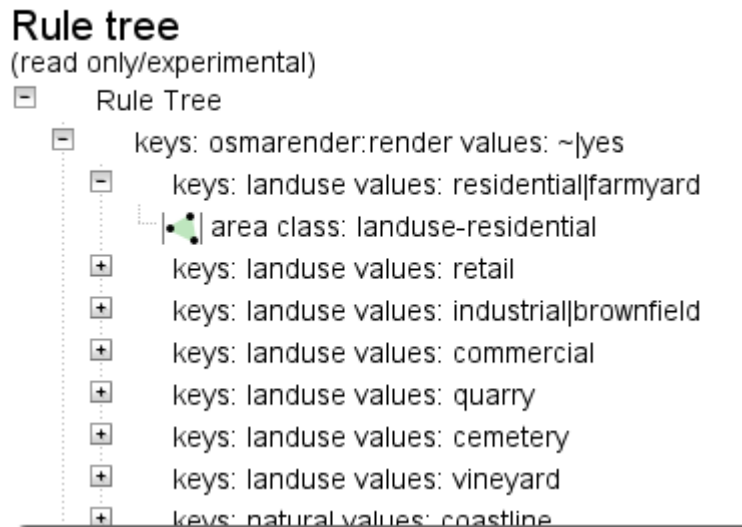 Rule tree
(read only/experimental)
Rule Tree
keys: osmarender:render values: ~|yes
keys: landuse values: residential|farmyard
area class: landuse-residential
keys: landuse values: retail
keys: landuse values: industrial|brownfield
keys: landuse values: commercial
keys: landuse values: quarry
keys: landuse values: cemetery
keys: landuse values: vineyard
keys: natural values: coastline